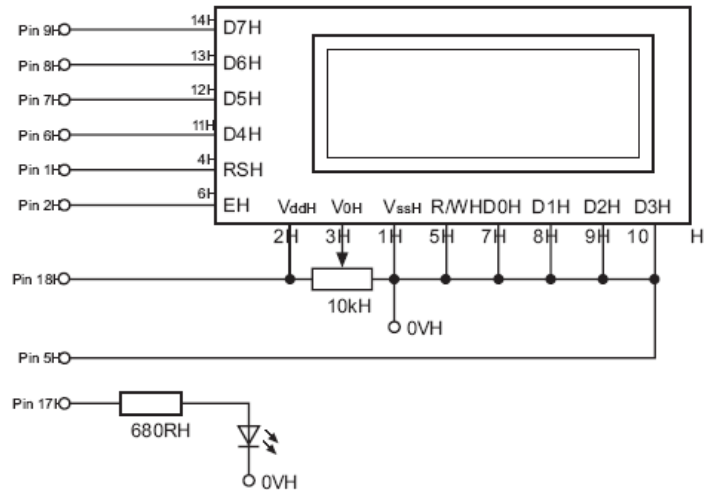 Pin 9H 14H D7H
Pin 8H 13H D6H
Pin 7H 12H D5H
Pin 6H 11H D4H
Pin 1H 4H RSH
Pin 2H 6H EH
VddH V0H VssH R/WHD0H D1H D2H D3H
2H 3H 1H 5H 7H 8H 9H 10 H
Pin 18H
10kH
0VH
Pin 5H
Pin 17H
680RH
0VH